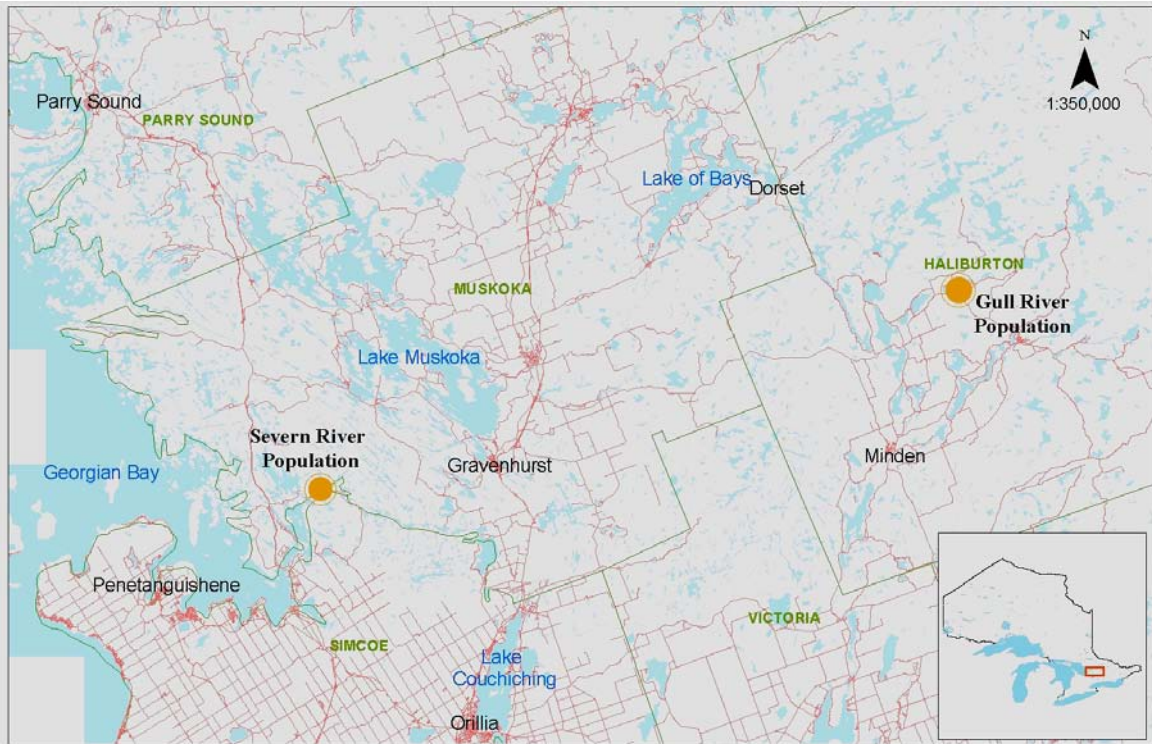 N
1:350,000
Parry Sound
PARRY SOUND
Lake of Bays
Dorset
HALIBURTON
MUSKOKA
Gull River
Population
Lake Muskoka
Severn River
Population
Gravenhurst
Minden
Georgian Bay
Penetanguishene
VICTORIA
SIMCOE
Lake
Couchiching
Orillia